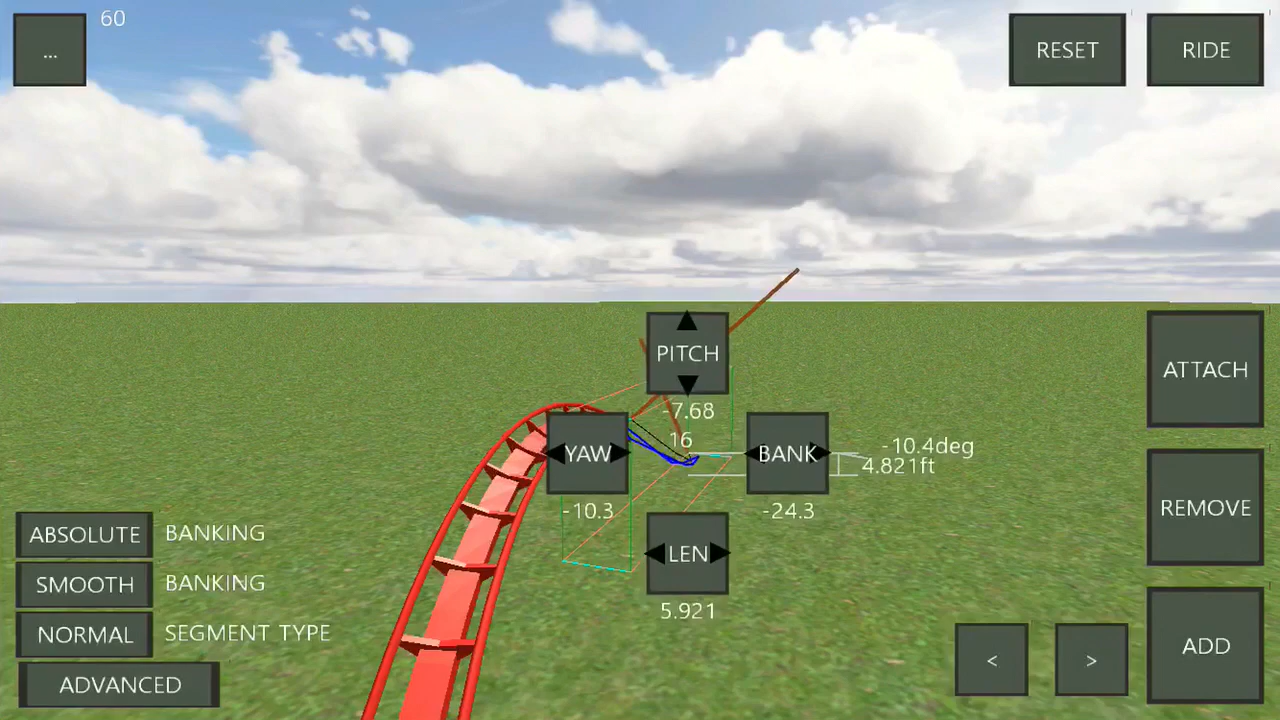 ...
60
RESET
RIDE
PITCH
-7.68
16
YAW
-10.3
BANK
-24.3
-10.4deg
4.821ft
LEN
5.921
ATTACH
REMOVE
ADD
ABSOLUTE BANKING
SMOOTH BANKING
NORMAL SEGMENT TYPE
ADVANCED
< >